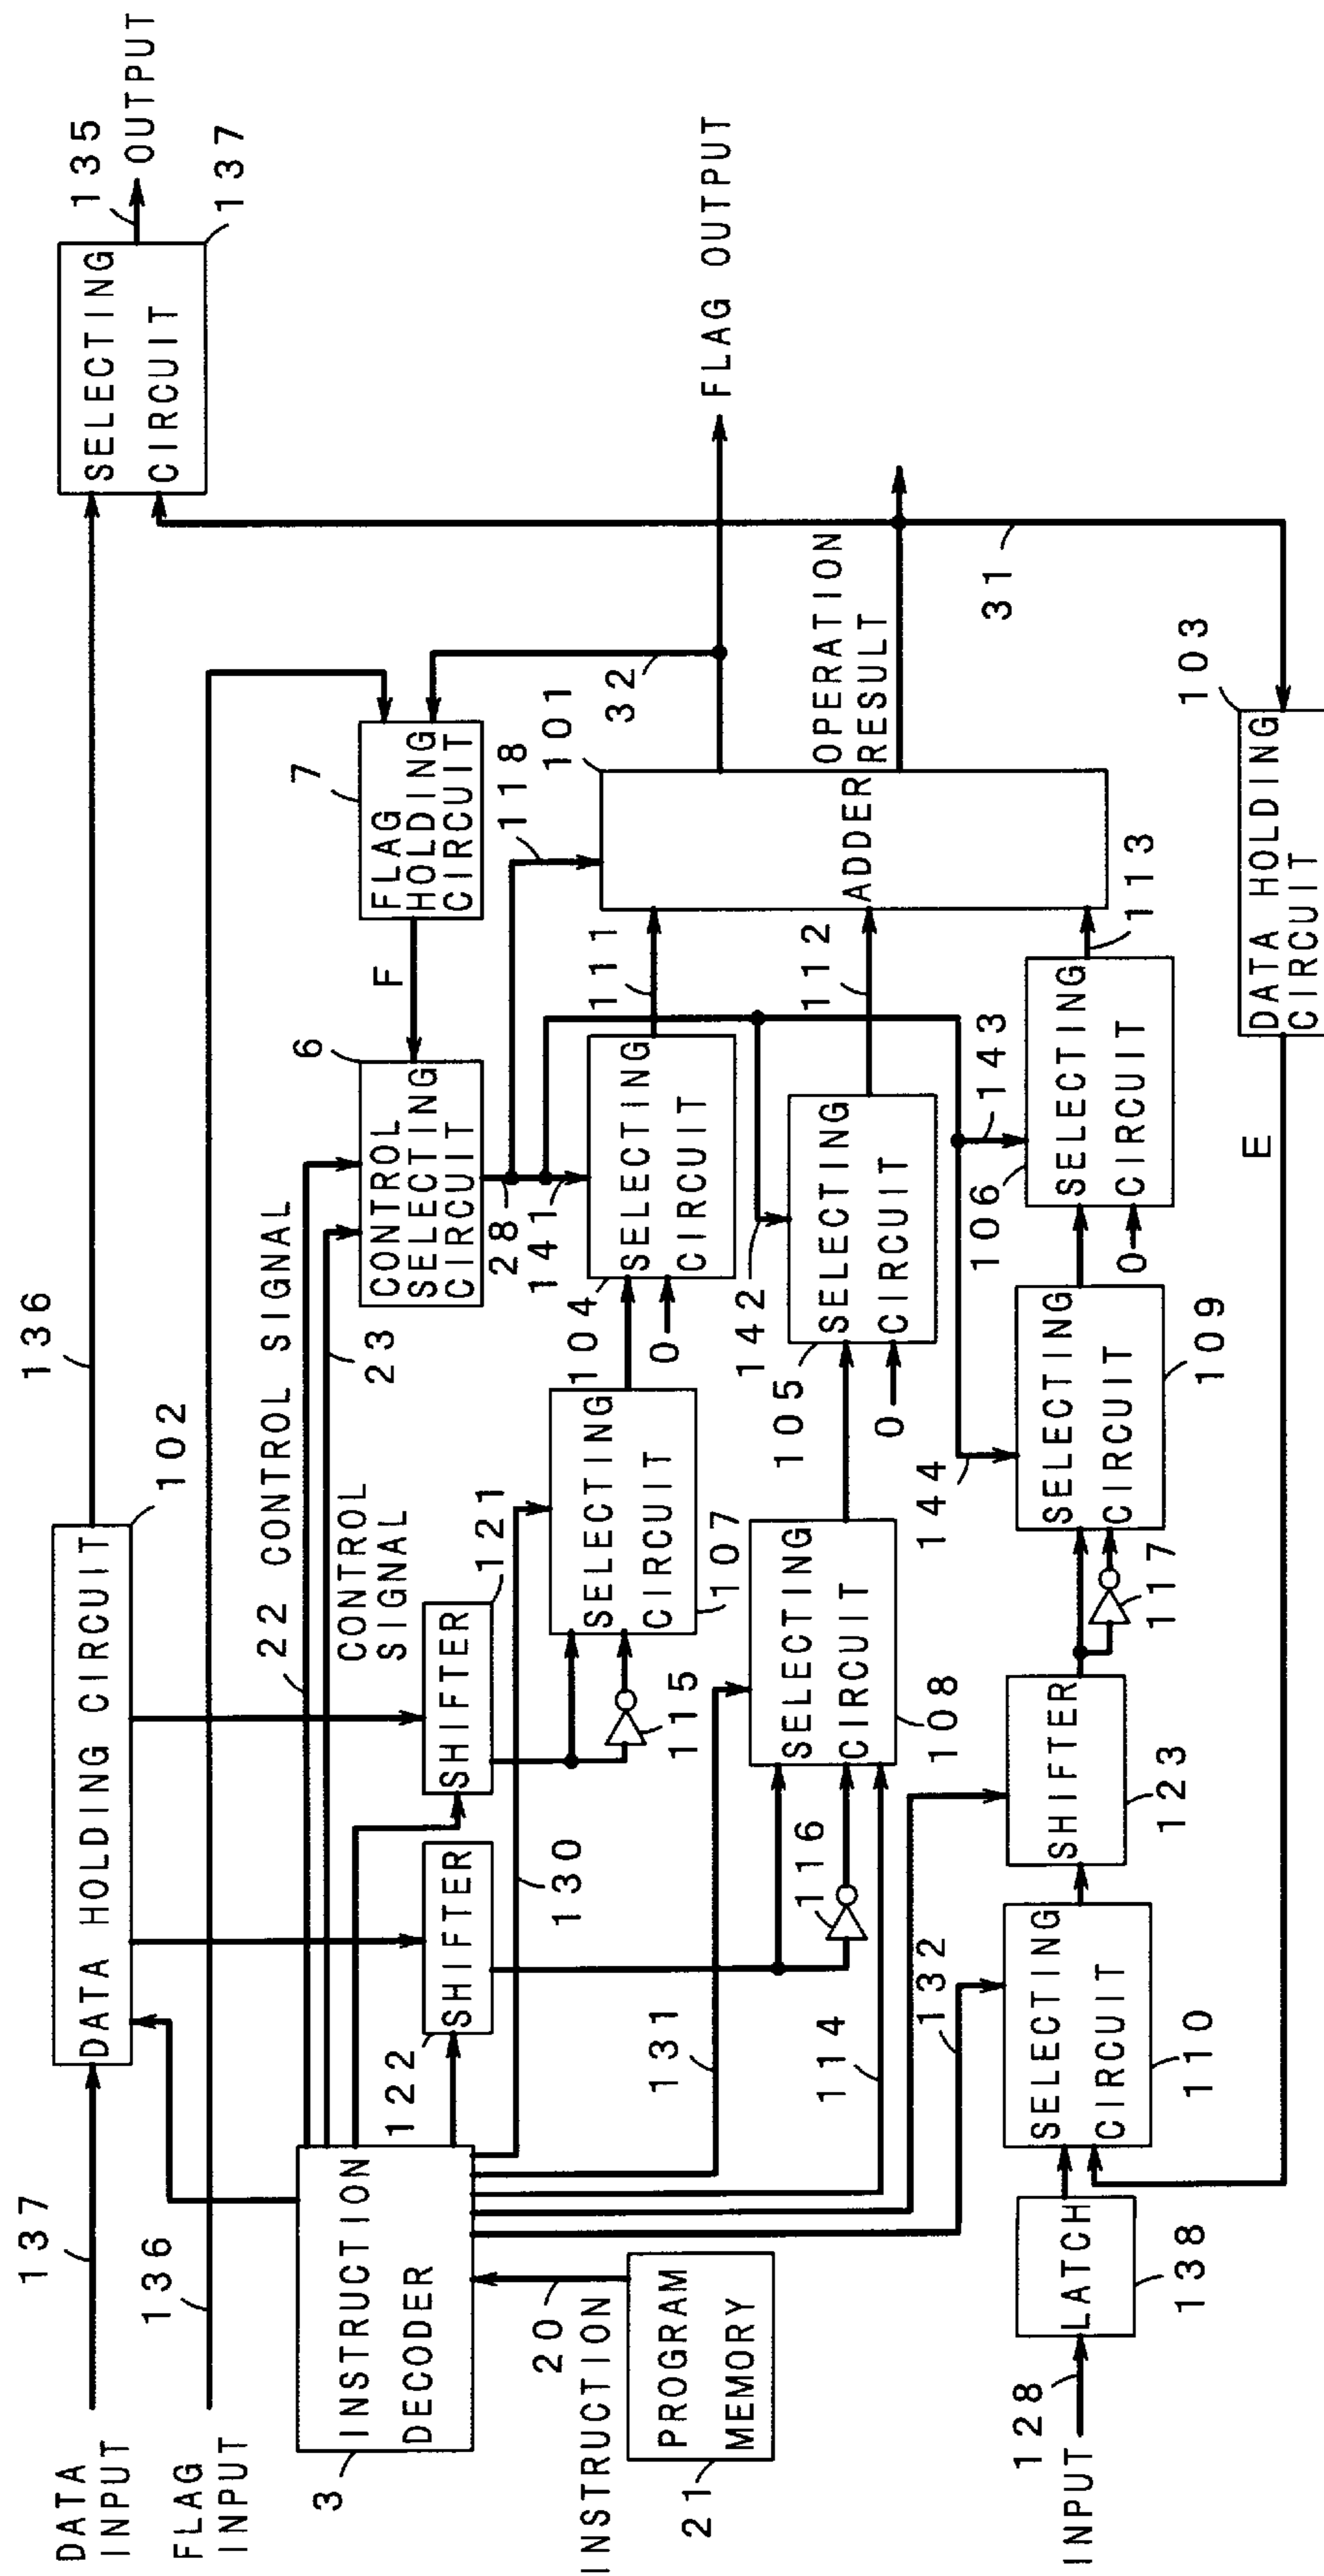 DATA
INPUT
137
DATA HOLDING CIRCUIT
102
136
SELECTING
CIRCUIT
135
OUTPUT
137
FLAG
INPUT
136
22 CONTROL SIGNAL
23
CONTROL
SIGNAL
3
INSTRUCTION
DECODER
122
SHIFTER
SHIFTER
121
6
CONTROL
SELECTING
CIRCUIT
F
7
FLAG
HOLDING
CIRCUIT
32
FLAG OUTPUT
28
141
118
101
130
115
SELECTING
CIRCUIT
107
104
0
SELECTING
CIRCUIT
111
ADDER
OPERATION
RESULT
31
INSTRUCTION
20
PROGRAM
MEMORY
21
131
116
114
SELECTING
CIRCUIT
108
105
0
142
SELECTING
CIRCUIT
112
132
144
143
INPUT
128
LATCH
138
SELECTING
CIRCUIT
110
SHIFTER
123
117
SELECTING
CIRCUIT
109
106
0
SELECTING
CIRCUIT
113
E
DATA HOLDING
CIRCUIT
103